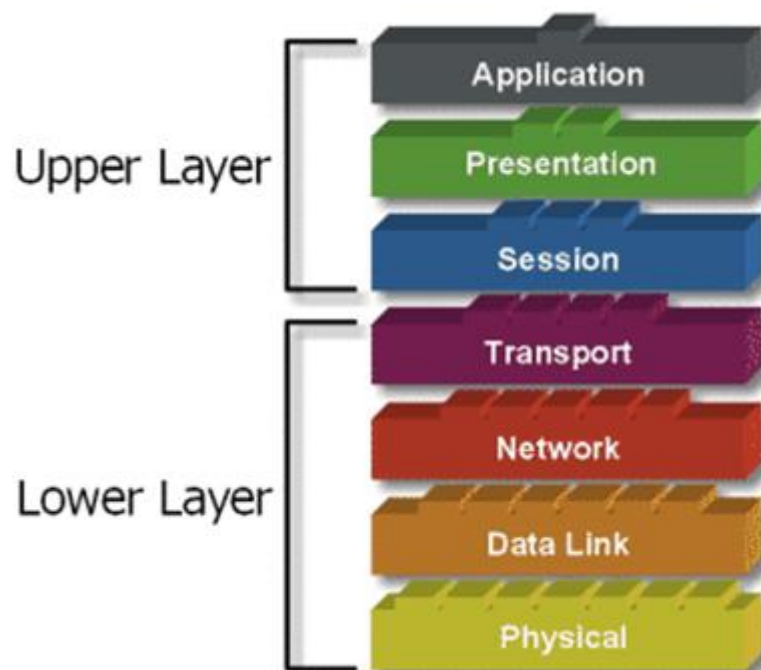 Upper Layer
Application
Presentation
Session
Lower Layer
Transport
Network
Data Link
Physical